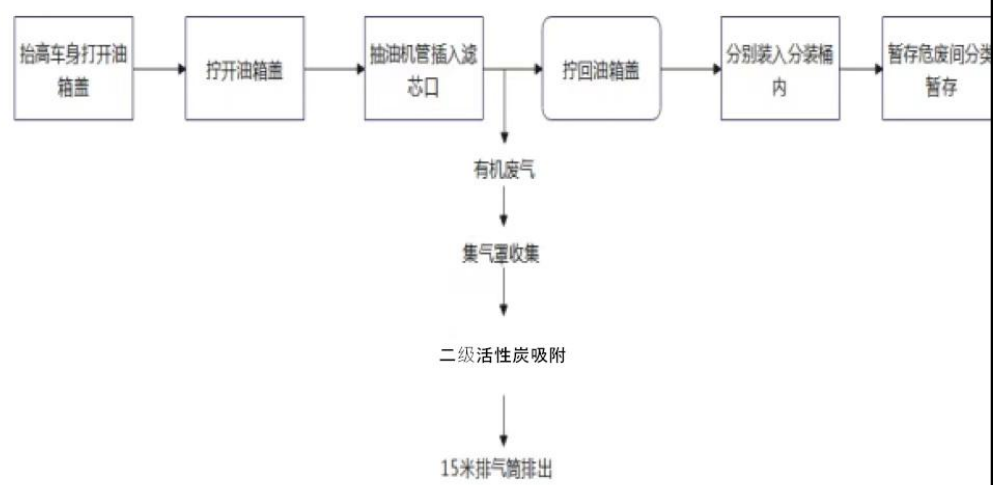 抬高车身打开油
箱盖
拧开油箱盖
抽油机管插入滤
芯口
拧回油箱盖
分别装入分装桶
内
暂存危废间分类
暂存
有机废气
集气罩收集
二级活性炭吸附
15米排气筒排出